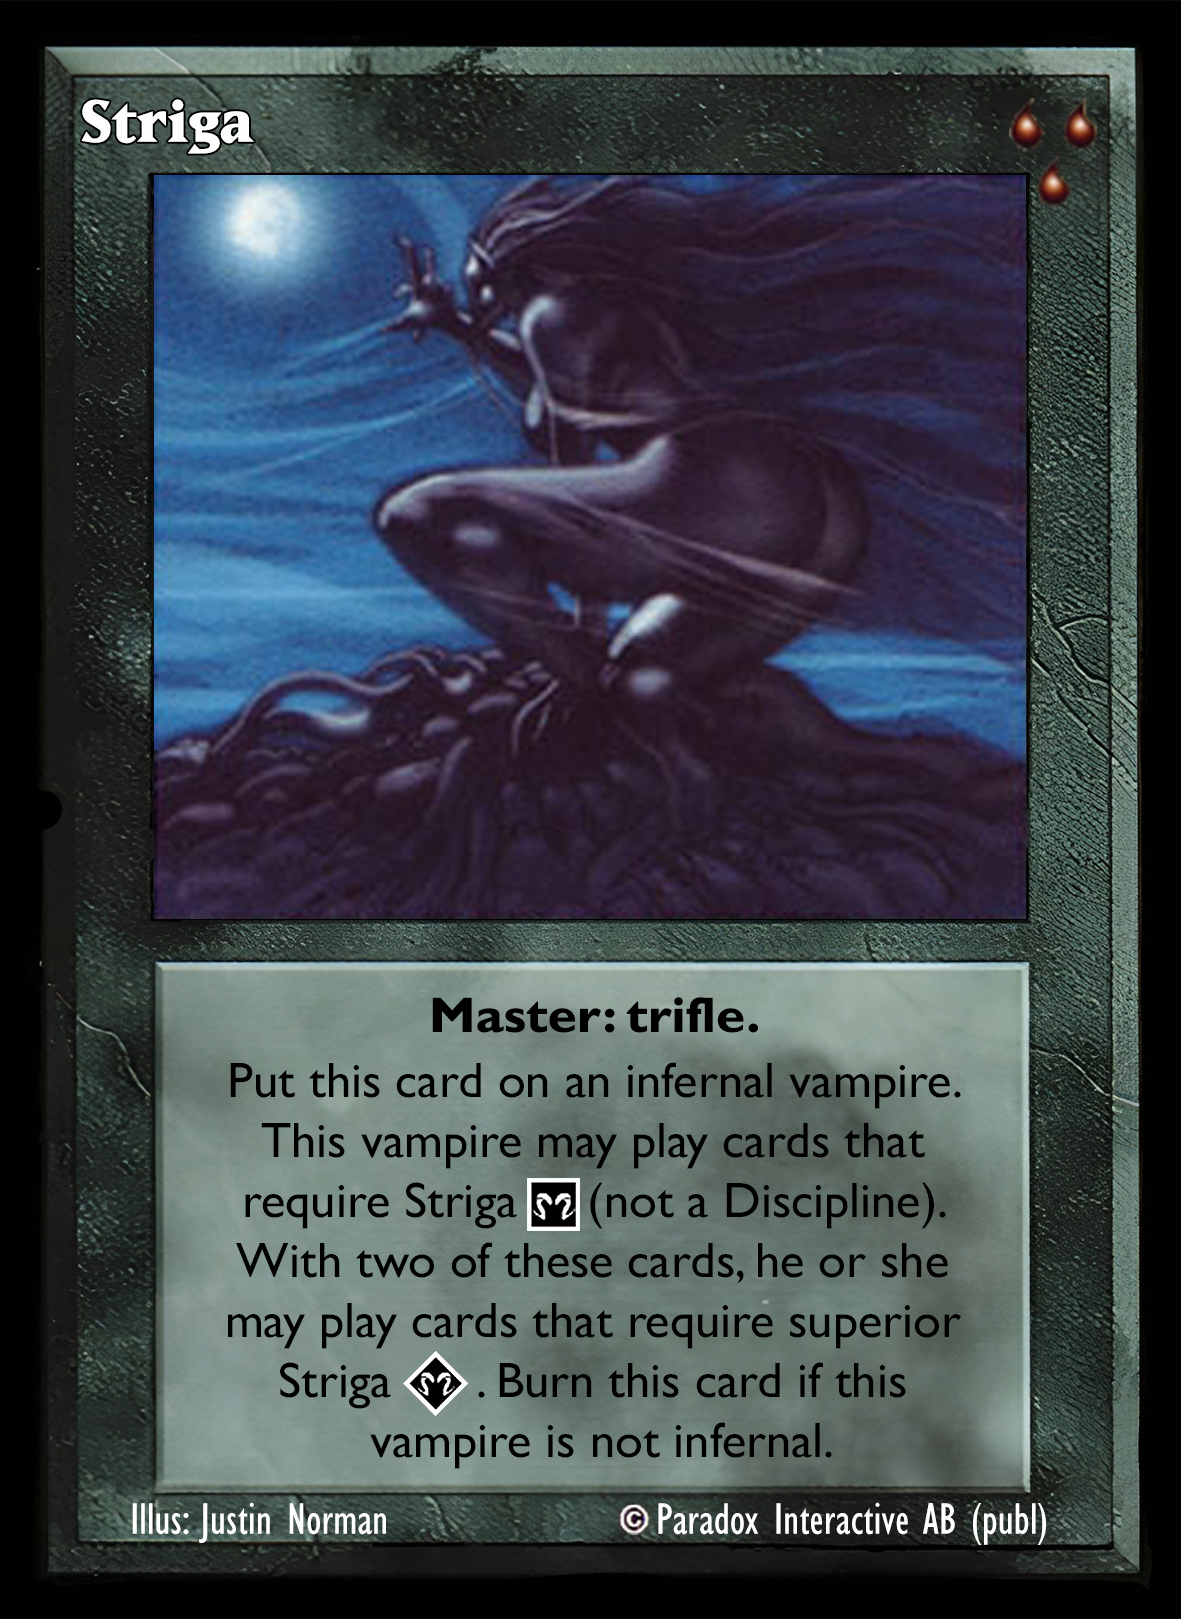 Striga
Master: trifle.
Put this card on an infernal vampire.
This vampire may play cards that
require Striga (not a Discipline).
With two of these cards, he or she
may play cards that require superior
Striga . Burn this card if this
vampire is not infernal.
Illus: Justin Norman
© Paradox Interactive AB (publ)